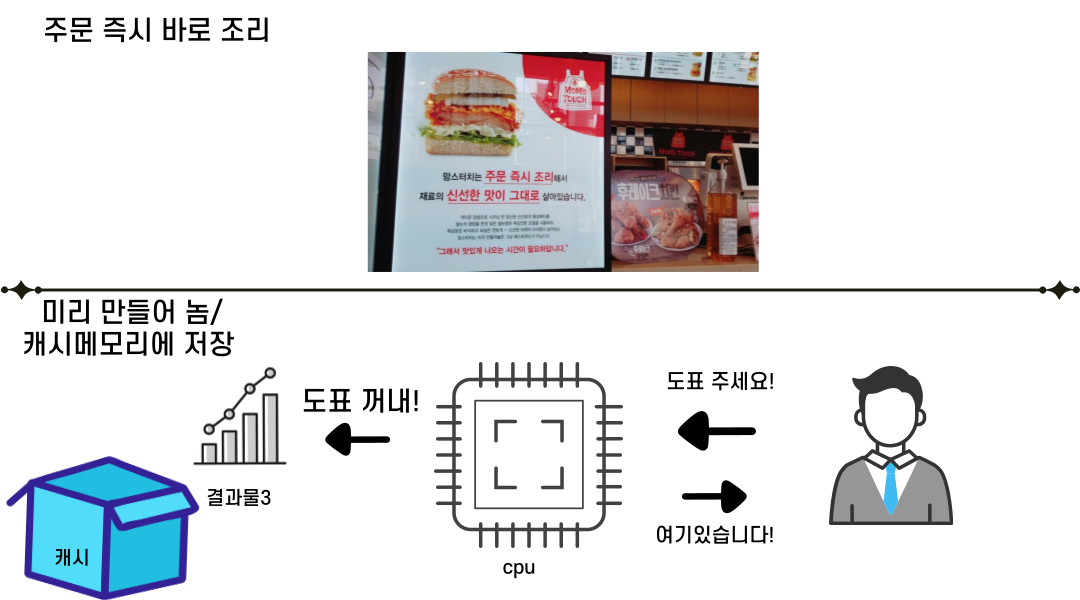 주문 즉시 바로 조리
MOM'S
TOUCH
맘스터치는 주문 즉시 조리해서
재료의 신선한 맛이 그대로 살아있습니다.
"그래서 맛있게 나오는 시간이 필요하답니다."
MOM'S TOUCH
후레이크치킨
미리 만들어 놈/
캐시메모리에 저장
도표 꺼내!
도표 주세요!
결과물3
여기있습니다!
캐시
cpu